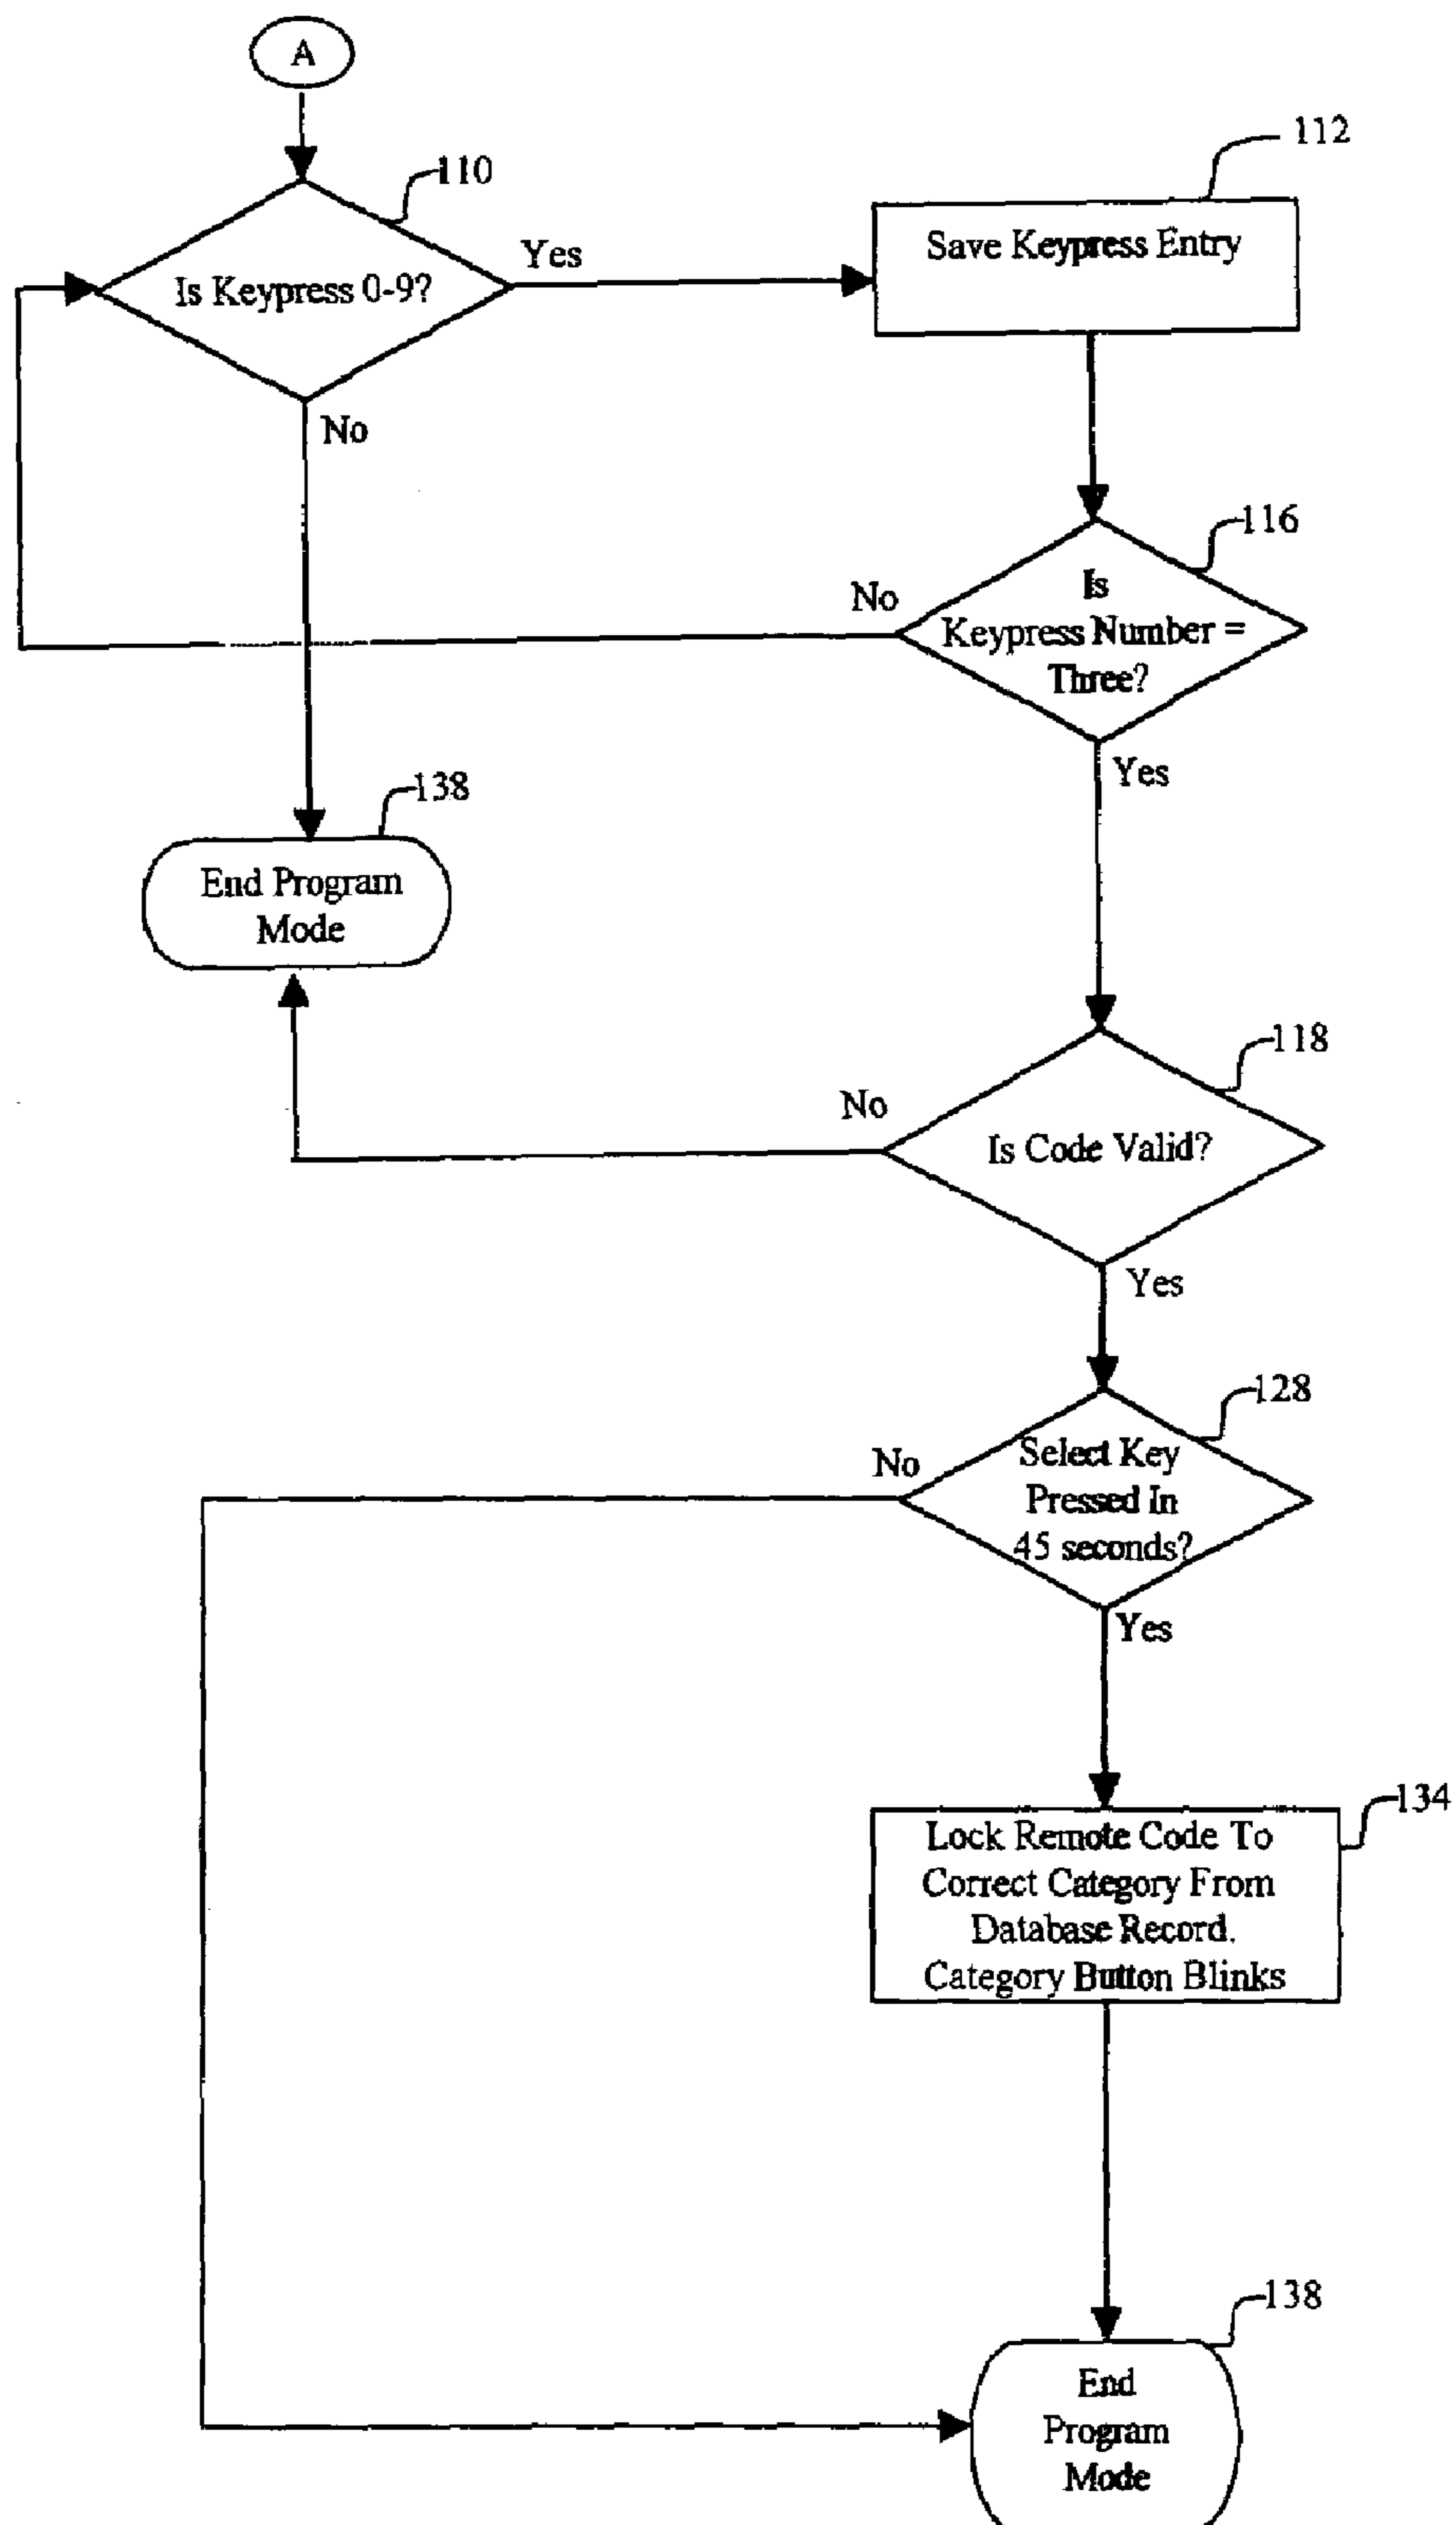 A
110
Is Keypress 0-9?
Yes
No
112
Save Keypress Entry
116
Is
Keypress Number =
Three?
No
Yes
138
End Program
Mode
118
Is Code Valid?
No
Yes
128
Select Key
Pressed In
45 seconds?
No
Yes
134
Lock Remote Code To
Correct Category From
Database Record.
Category Button Blinks
138
End
Program
Mode